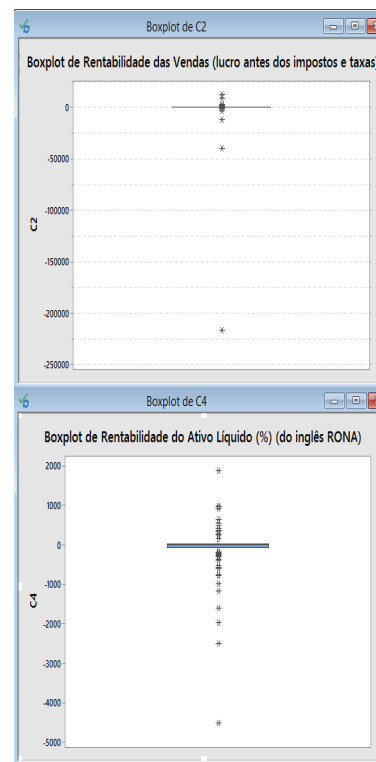 Boxplot de C2
Boxplot de Rentabilidade das Vendas (lucro antes dos impostos e taxas)
0
-50000
-100000
-150000
-200000
-250000
C2
Boxplot de C4
Boxplot de Rentabilidade do Ativo Líquido (%) (do inglês RONA)
2000
1000
0
-1000
-2000
-3000
-4000
-5000
C4